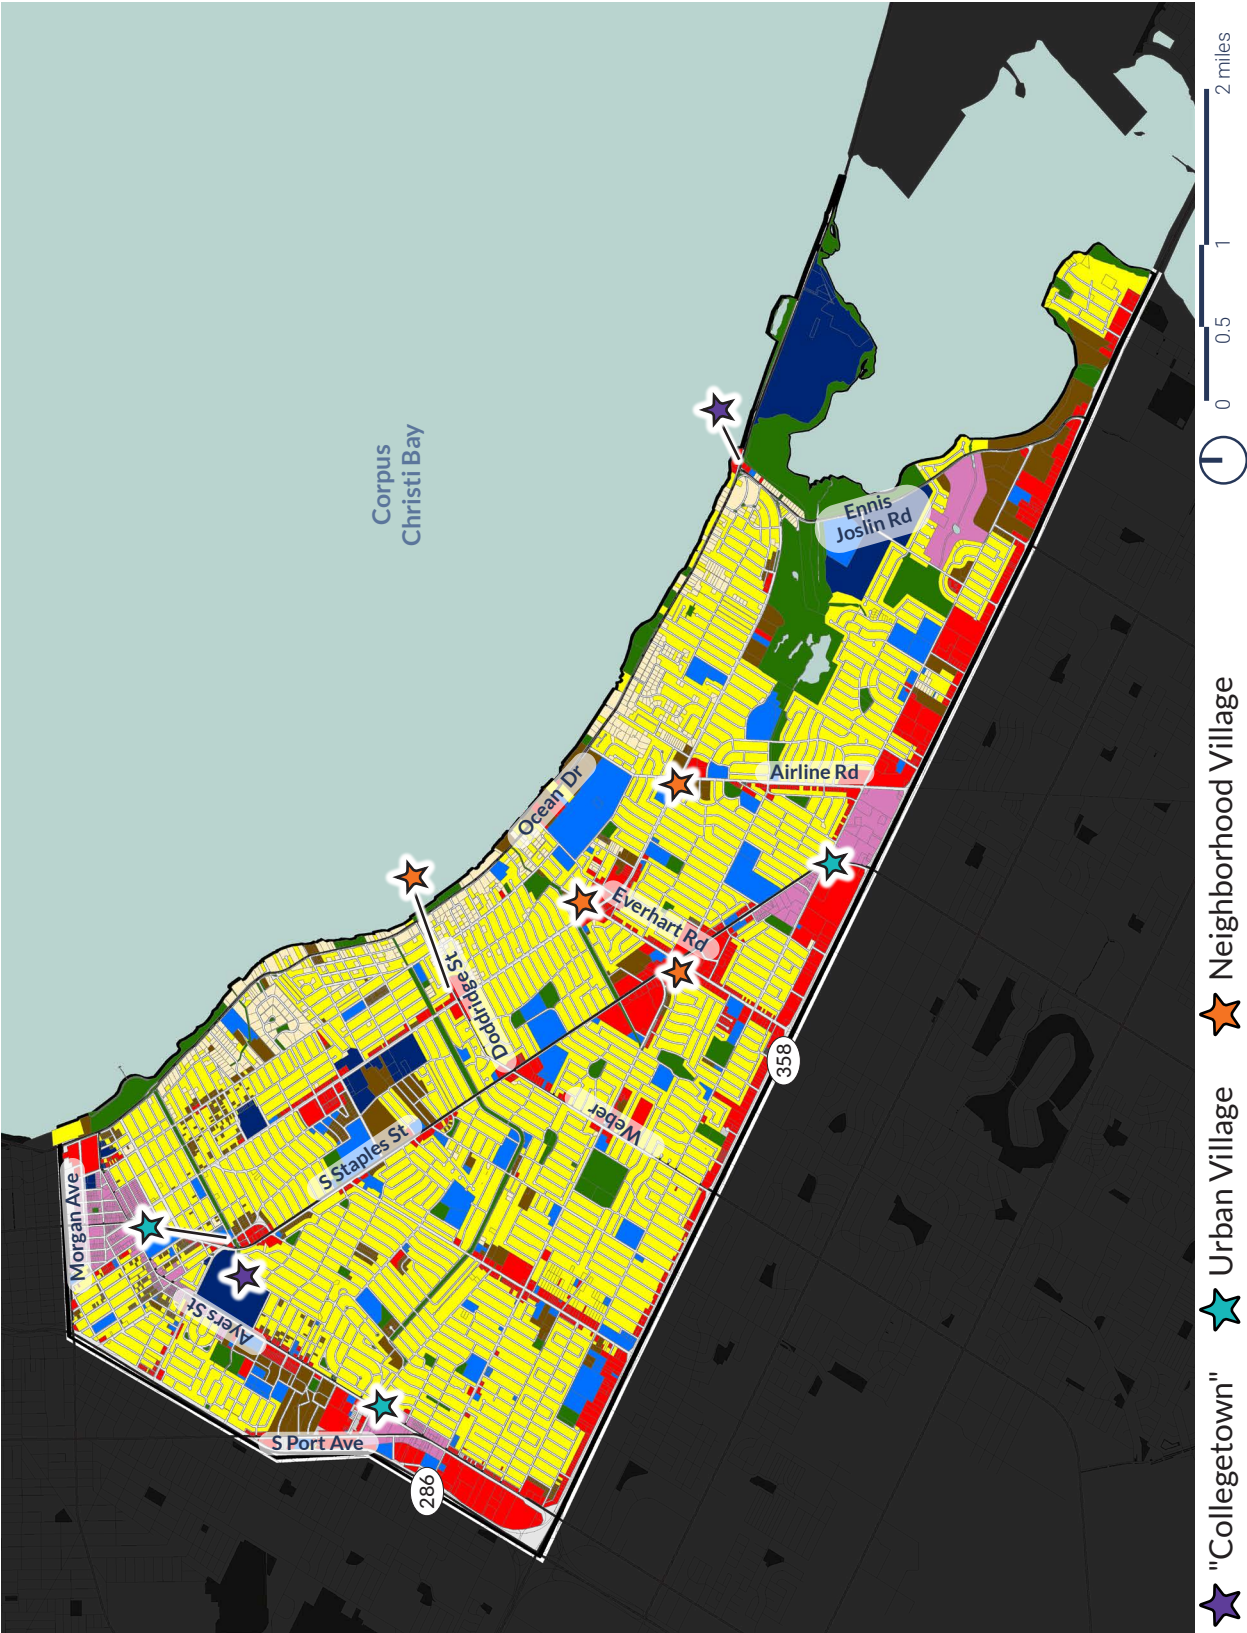 Corpus
Christi Bay
Morgan Ave
Ayers St
S Port Ave
286
S Staples St
Doddridge St
Weber
Ocean Dr
Everhart Rd
Airline Rd
Ennis
Joslin Rd
358
"Collegetown"
Urban Village
Neighborhood Village
0
0.5
1
2 miles